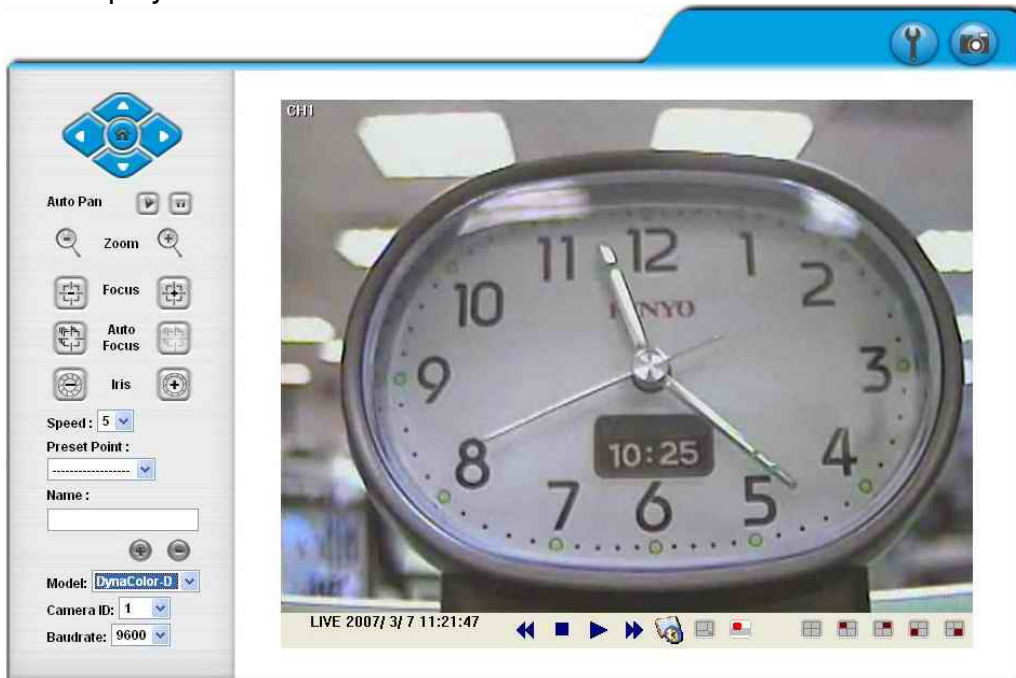 Auto Pan
Zoom
Focus
Auto
Focus
Iris
Speed : 5
Preset Point :
-----------------
Name :
Model: DynaColor-D
Camera ID: 1
Baudrate: 9600
CH1
11 12 1
10 2
9 3
8 4
7 6 5
10:25
LIVE 2007/ 3/ 7 11:21:47